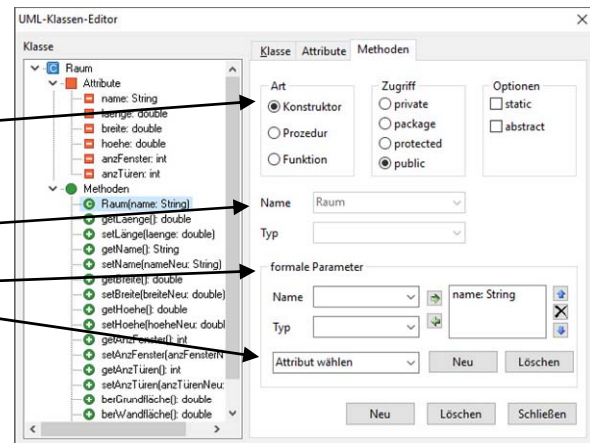 UML-Klassen-Editor
Klasse
Raum
Attribute
name: String
laenge: double
breite: double
hoehe: double
anzFenster: int
anzTüren: int
Methoden
Raum(name: String)
getLaenge(): double
setLänge(laenge: double)
getName(): String
setName(nameNeu: String)
getBreite(): double
setBreite(breiteNeu: double)
getHoehe(): double
setHoehe(hoeheNeu: doubl
getAnzFenster(): int
setAnzFenster(anzFensterN
getAnzTüren(): int
setAnzTüren(anzTürenNeu:
berGrundfläche(): double
berWandfläche(): double
Klasse Attribute Methoden
Art
Konstruktor
Prozedur
Funktion
Zugriff
private
package
protected
public
Optionen
static
abstract
Name Raum
Typ
formale Parameter
Name
Typ
name: String
Attribut wählen Neu Löschen
Neu Löschen Schließen